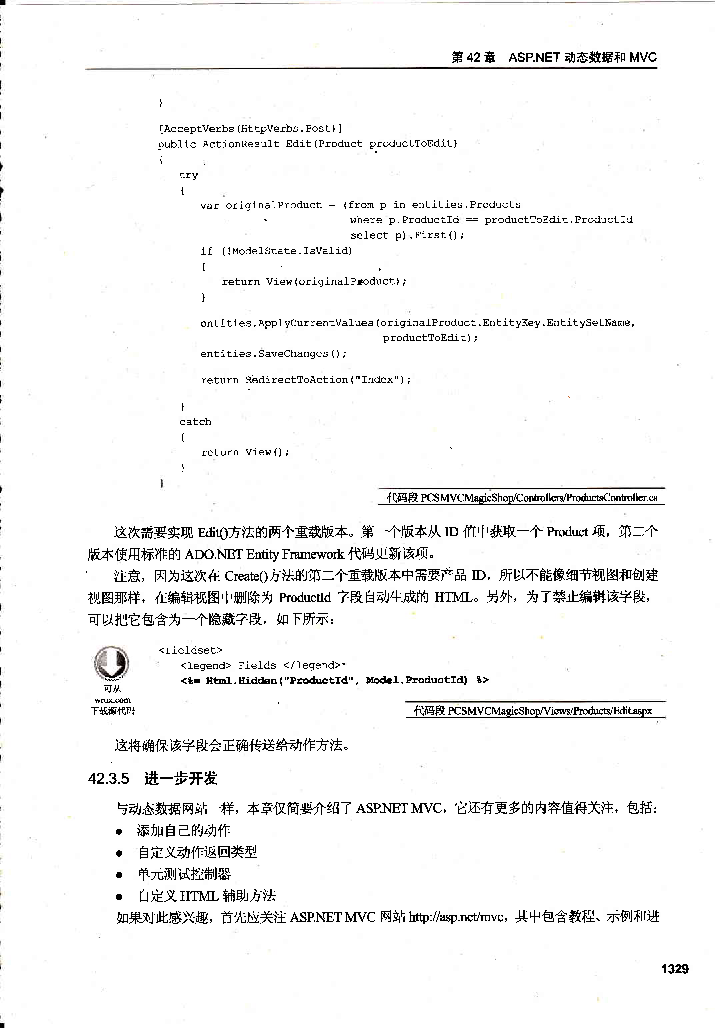 第 42 章 ASP.NET 动态数据和 MVC
}
[AcceptVerbs(HttpVerbs.Post)]
public ActionResult Edit(Product productToEdit)
{
try
{
var originalProduct = (from p in entities.Products
where p.ProductId == productToEdit.ProductId
select p).First();
if (!ModelState.IsValid)
{
return View(originalProduct);
}
entities.ApplyCurrentValues(originalProduct.EntityKey.EntitySetName,
productToEdit);
entities.SaveChanges();
return RedirectToAction("Index");
}
catch
{
return View();
}
}
代码段 PCSMVCMagicShop/Controllers/ProductsController.cs
这次需要实现 Edit()方法的两个重载版本。第一个版本从 ID 值中获取一个 Product 项，第二个
版本使用标准的 ADO.NET Entity Framework 代码更新该项。
注意，因为这次在 Create()方法的第二个重载版本中需要产品 ID，所以不能像细节视图和创建
视图那样，在编辑视图中删除为 ProductId 字段自动生成的 HTML。另外，为了禁止编辑该字段，
可以把它包含为一个隐藏字段，如下所示：
<fieldset>
<legend> Fields </legend>
<%= Html.Hidden("ProductId", Model.ProductId) %>
可从
wrox.com
下载源代码
代码段 PCSMVCMagicShop/Views/Products/Edit.aspx
这将确保该字段会正确传送给动作方法。
42.3.5 进一步开发
与动态数据网站一样，本章仅简要介绍了 ASP.NET MVC，它还有更多的内容值得关注，包括：
● 添加自己的动作
● 自定义动作返回类型
● 单元测试控制器
● 自定义 HTML 辅助方法
如果对此感兴趣，首先应关注 ASP.NET MVC 网站 http://asp.net/mvc，其中包含教程、示例和进
1329